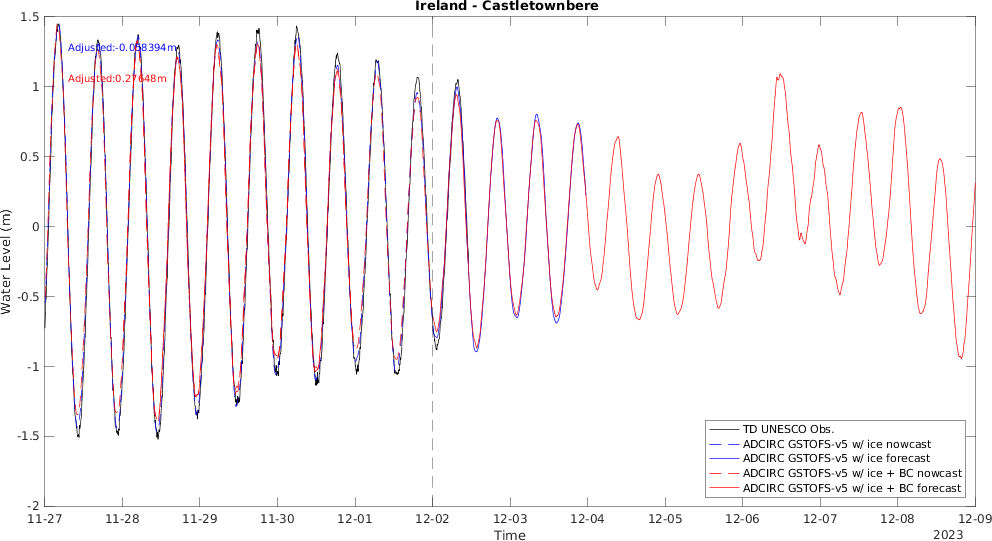 Ireland - Castletownbere
Adjusted:-0.058394m
Adjusted:0.27648m
Water Level (m)
1.5
1
0.5
0
-0.5
-1
-1.5
-2
TD UNESCO Obs.
ADCIRC GSTOFS-v5 w/ ice nowcast
ADCIRC GSTOFS-v5 w/ ice forecast
ADCIRC GSTOFS-v5 w/ ice + BC nowcast
ADCIRC GSTOFS-v5 w/ ice + BC forecast
11-27 11-28 11-29 11-30 12-01 12-02 12-03 12-04 12-05 12-06 12-07 12-08 12-09
Time
2023